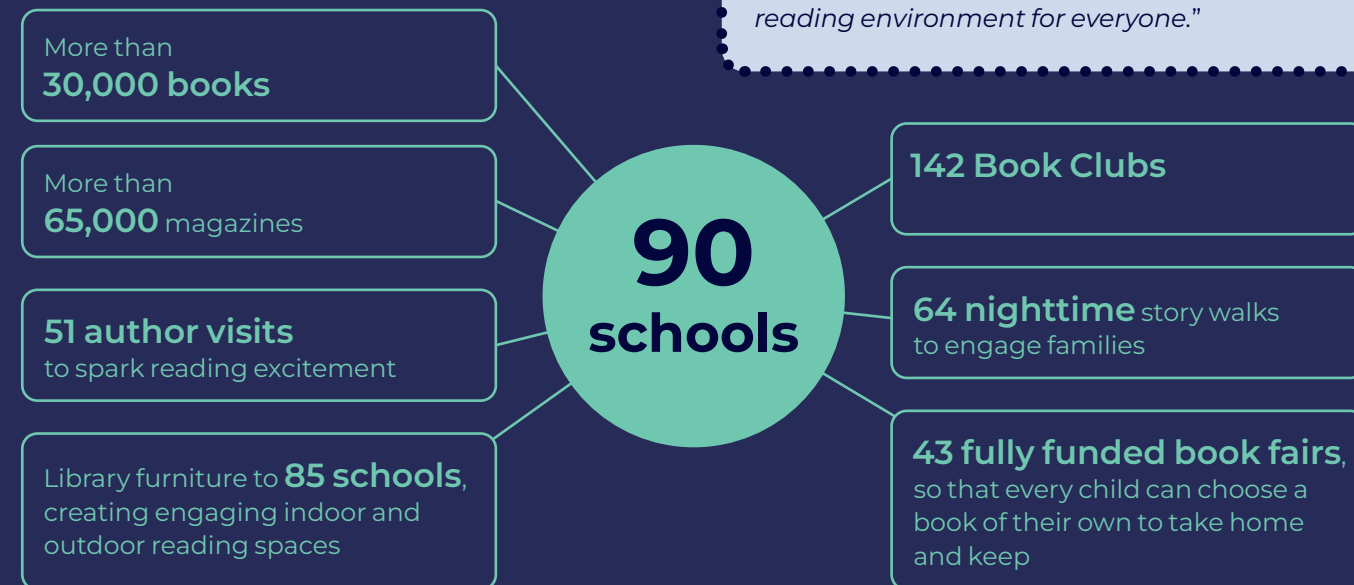 reading environment for everyone.”
More than
30,000 books
More than
65,000 magazines
51 author visits
to spark reading excitement
Library furniture to 85 schools,
creating engaging indoor and
outdoor reading spaces
90
schools
142 Book Clubs
64 nighttime story walks
to engage families
43 fully funded book fairs,
so that every child can choose a
book of their own to take home
and keep